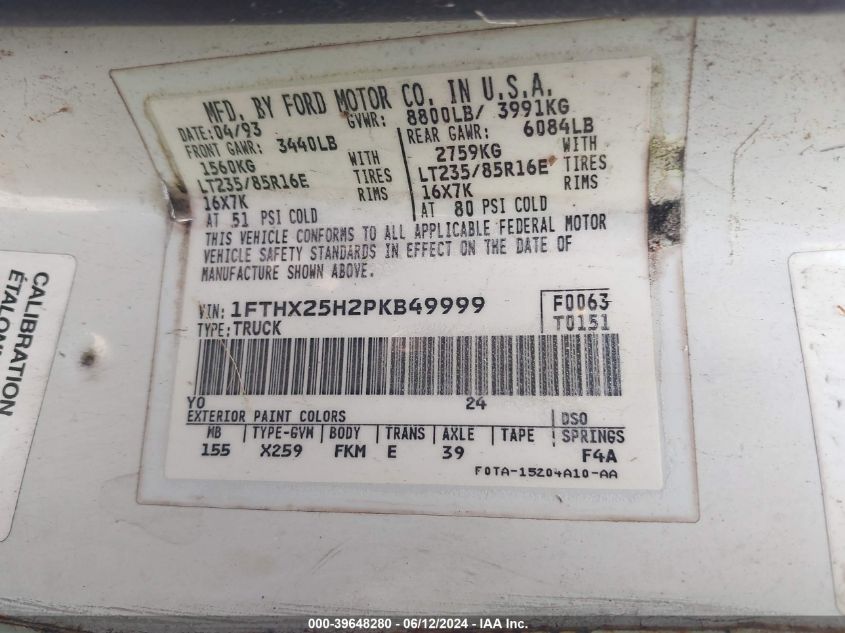 MFD. BY FORD MOTOR CO. IN U.S.A.
DATE: 04/93 GVWR: 8800LB/ 3991KG
FRONT GAWR: 3440LB REAR GAWR: 6084LB
1560KG WITH 2759KG WITH
LT235/85R16E TIRES LT235/85R16E TIRES
16X7K RIMS 16X7K RIMS
AT 51 PSI COLD AT 80 PSI COLD
THIS VEHICLE CONFORMS TO ALL APPLICABLE FEDERAL MOTOR
VEHICLE SAFETY STANDARDS IN EFFECT ON THE DATE OF
MANUFACTURE SHOWN ABOVE.
VIN: 1FTHX25H2PKB49999 F0063
TYPE: TRUCK T0151
YO 24
EXTERIOR PAINT COLORS DSO
WB TYPE-GVW BODY TRANS AXLE TAPE SPRINGS
155 X259 FKM E 39 F4A
F0TA-15204A10-AA
CALIBRATION
000-39648280 - 06/12/2024 - IAA Inc.